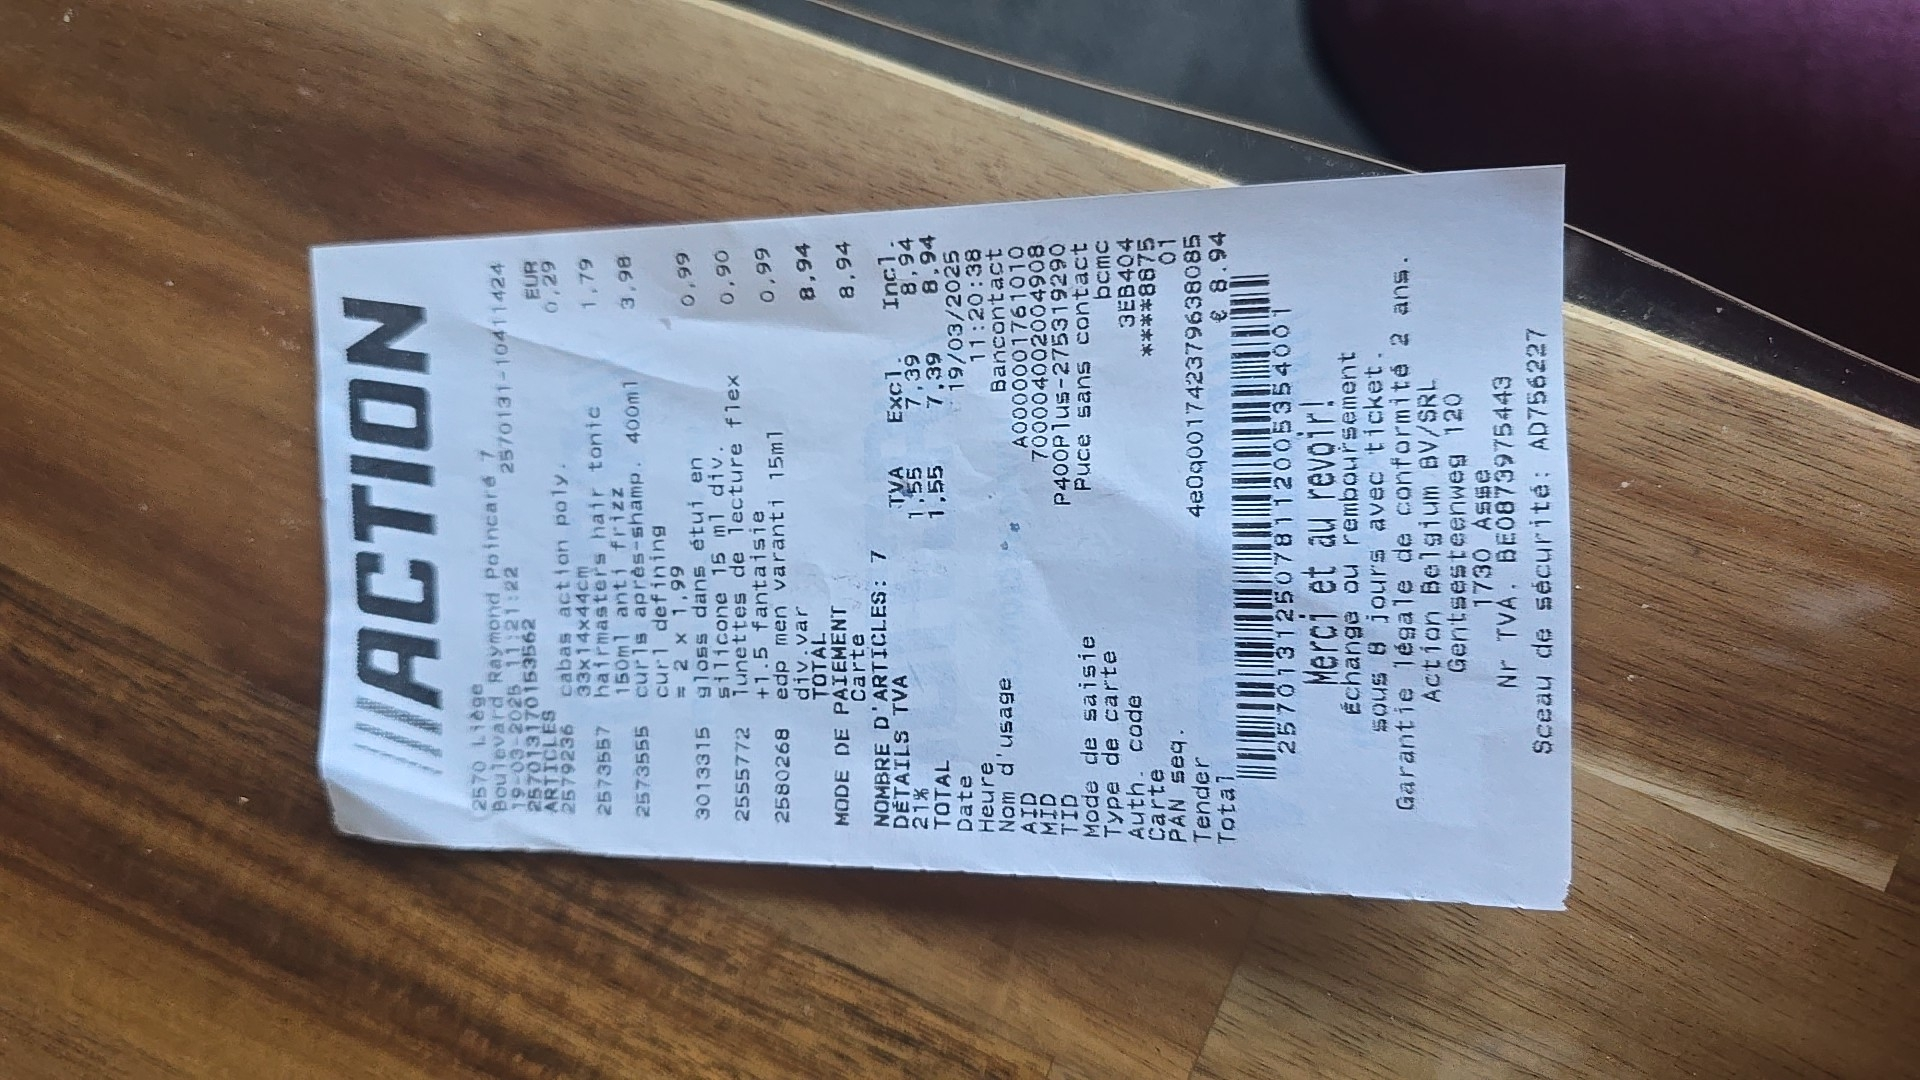 ACTION
2570 Liège
Boulevard Raymond Poincaré 7
19-03-2025 11:21:22 2570131-10411424
257013170153562
ARTICLES EUR
2579236 cabas action poly. 0,29
33x14x44cm
2573557 hairmasters hair tonic 1,79
150ml anti frizz
2573555 curls après-shamp. 400ml 3,98
curl defining
= 2 x 1,99
3013315 gloss dans étui en 0,99
silicone 15 ml div.
2555772 lunettes de lecture flex 0,90
+1.5 fantaisie
2580268 edp men varanti 15ml 0,99
div.var
TOTAL 8,94
MODE DE PAIEMENT
Carte 8,94
NOMBRE D'ARTICLES: 7
DÉTAILS TVA TVA Excl. Incl.
21% 1,55 7,39 8,94
TOTAL 1,55 7,39 8,94
Date 19/03/2025
Heure 11:20:38
Nom d'usage Bancontact
AID A0000001761010
MID 700004002004908
TID P400Plus-275319290
Mode de saisie Puce sans contact
Type de carte bcmc
Auth. code 3EB404
Carte ****8875
PAN seq. 01
Tender 4e0q001742379638085
Total € 8.94
257013125078112005354001
Merci et au revoir!
Échange ou remboursement
sous 8 jours avec ticket.
Garantie légale de conformité 2 ans.
Action Belgium BV/SRL
Gentsesteenweg 120
1730 Asse
Nr TVA. BE0873975443
Sceau de sécurité: AD756227